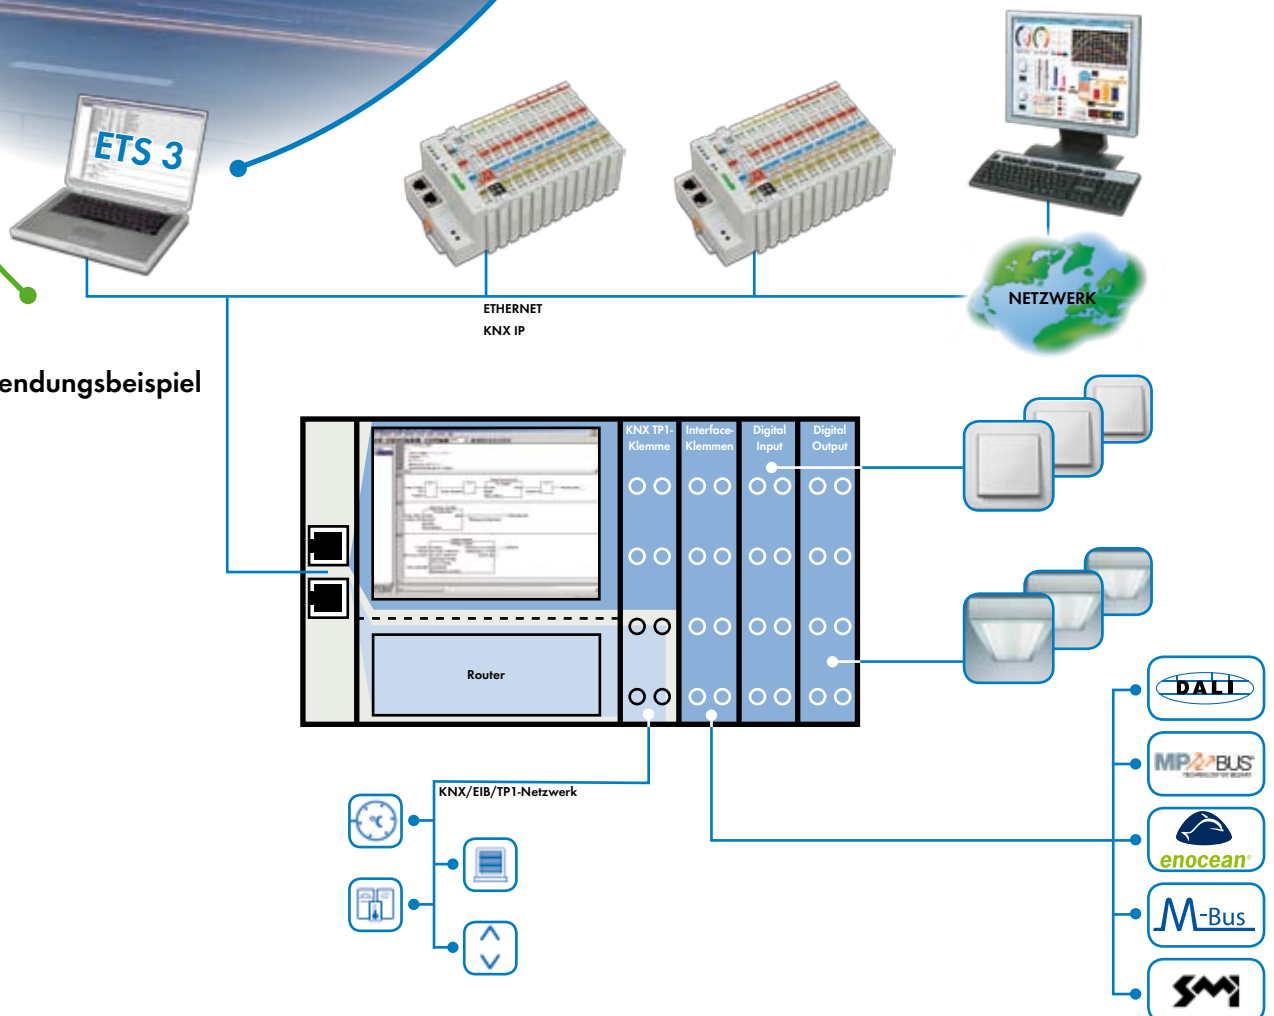 ETS 3
NETZWERK
ETHERNET
KNX IP
endungsbeispiel
KNX TP1-
Klemme
Interface-
Klemmen
Digital
Input
Digital
Output
Router
KNX/EIB/TP1-Netzwerk
DALI
MP BUS
enocean®
M-Bus
SMI